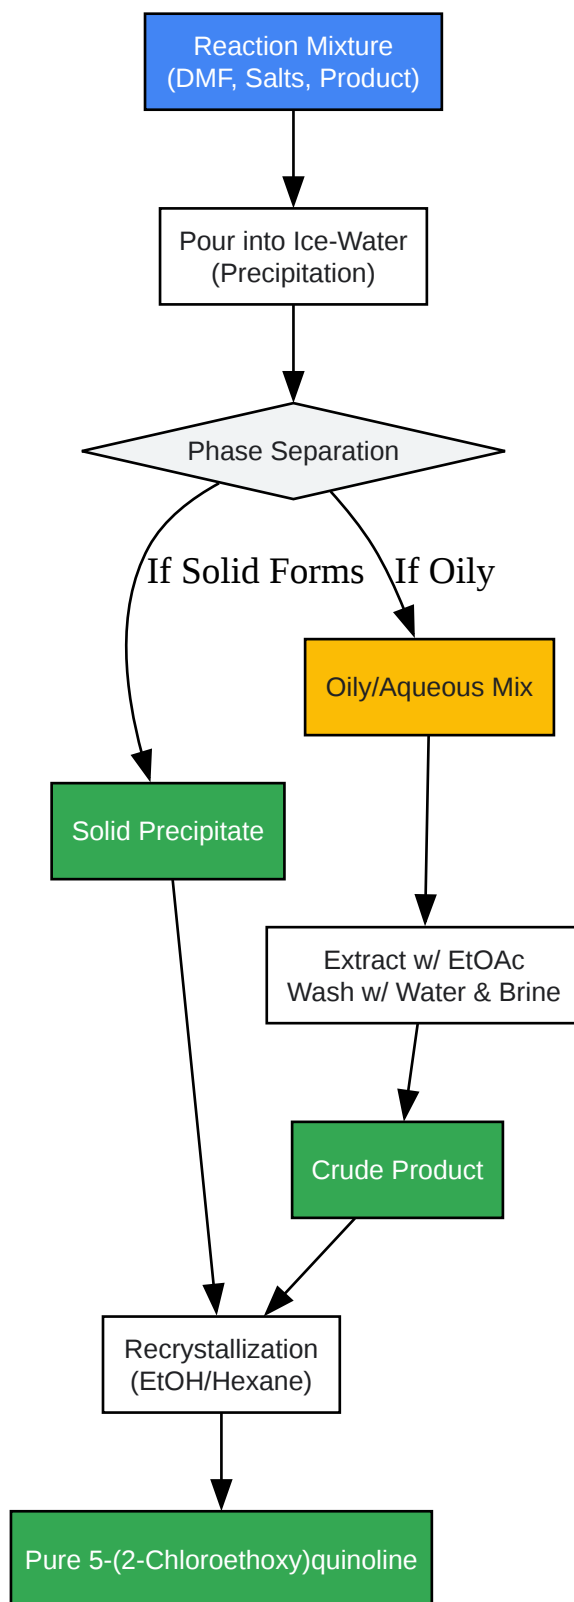 Reaction Mixture
(DMF, Salts, Product)
Pour into Ice-Water
(Precipitation)
Phase Separation
If Solid Forms
If Oily
Oily/Aqueous Mix
Solid Precipitate
Extract w/ EtOAc
Wash w/ Water & Brine
Crude Product
Recrystallization
(EtOH/Hexane)
Pure 5-(2-Chloroethoxy)quinoline